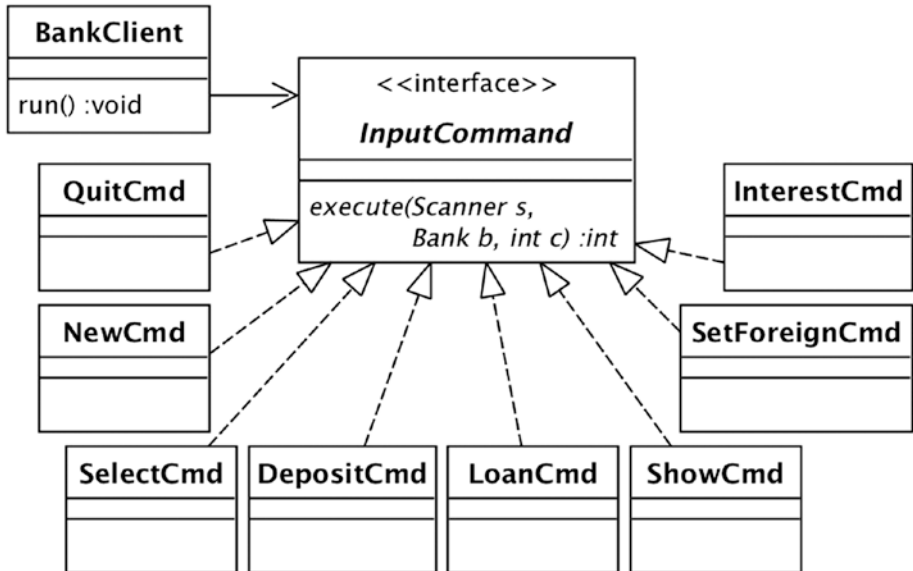 BankClient
run() :void
<<interface>>
InputCommand
execute(Scanner s,
Bank b, int c) :int
QuitCmd
InterestCmd
NewCmd
SetForeignCmd
SelectCmd
DepositCmd
LoanCmd
ShowCmd